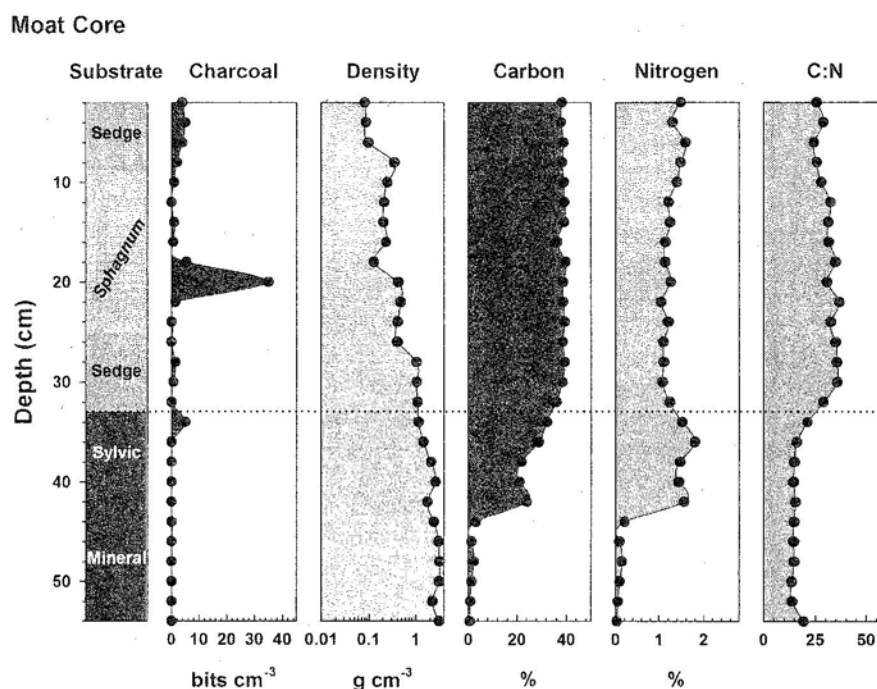 Moat Core
Substrate Charcoal Density Carbon Nitrogen C:N
Sedge
10
Sphagnum
20
Depth (cm)
Sedge
30
Sylvic
40
Mineral
50
0 10 20 30 40 0.01 0.1 1 0 20 40 0 1 2 0 25 50
bits cm⁻³ g cm⁻³ % %